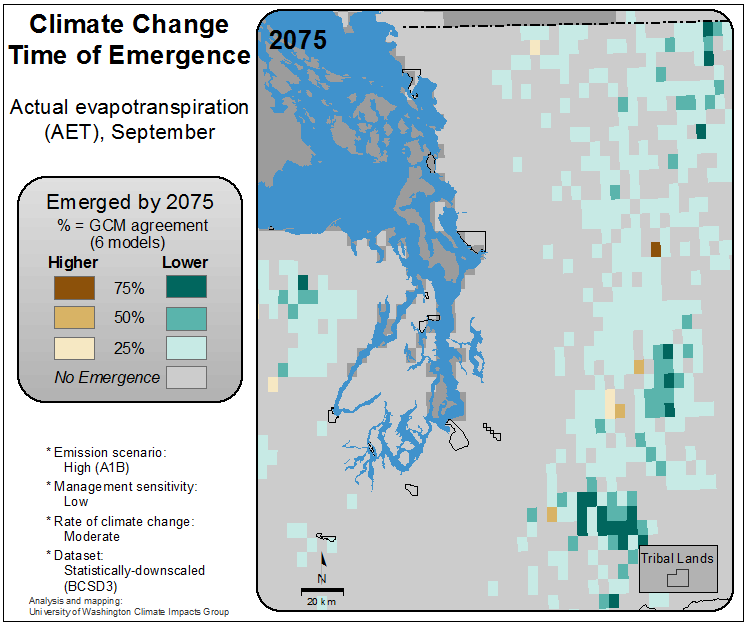 Climate Change
Time of Emergence
Actual evapotranspiration
(AET), September
Emerged by 2075
% = GCM agreement
(6 models)
Higher Lower
75%
50%
25%
No Emergence
* Emission scenario:
High (A1B)
* Management sensitivity:
Low
* Rate of climate change:
Moderate
* Dataset:
Statistically-downscaled
(BCSD3)
Analysis and mapping:
University of Washington Climate Impacts Group
2075
N
20 km
Tribal Lands